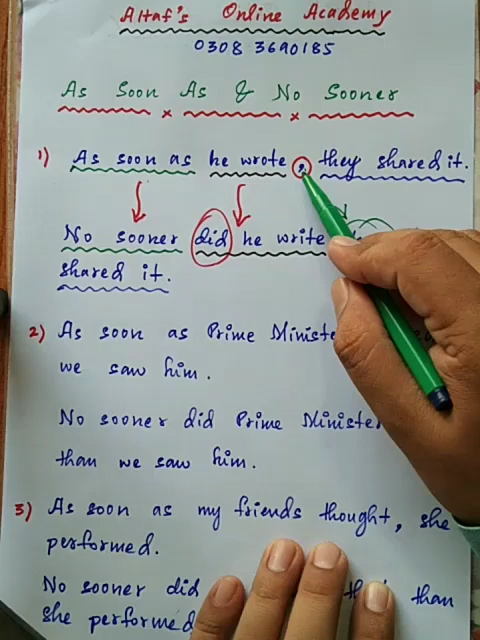 Altaf's Online Academy
0308 3690185
As Soon As & No Sooner
1) As soon as he wrote, they shared it.
No sooner did he write
shared it.
2) As soon as Prime Ministe
we saw him.
No sooner did Prime Minister
than we saw him.
3) As soon as my friends thought, she
performed.
No sooner did than
she performed